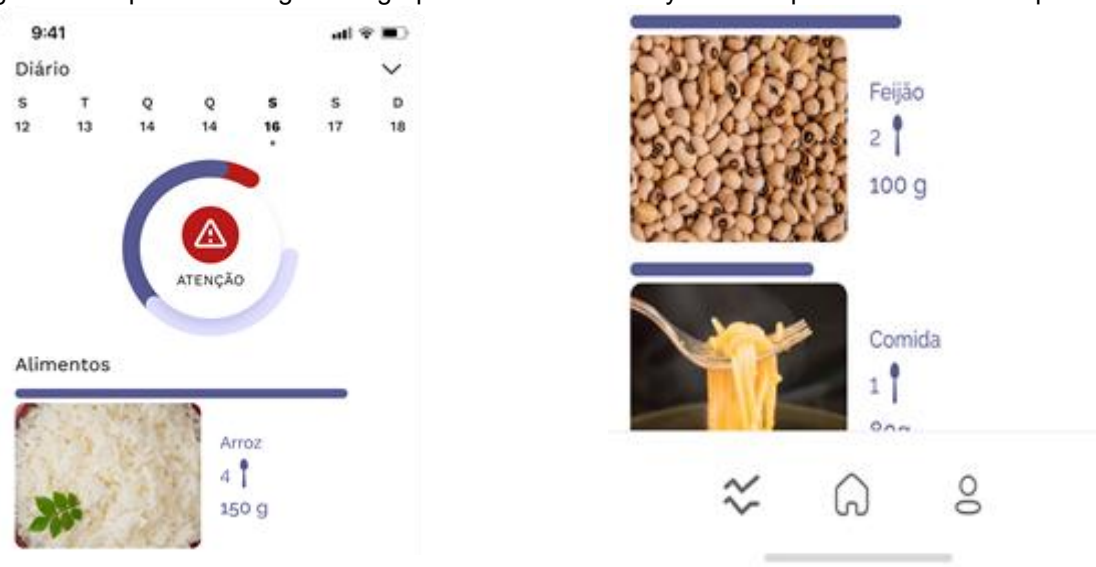 9:41
Diário
S T Q Q S S D
12 13 14 14 16 17 18
ATENÇÃO
Alimentos
Arroz
4
150 g
Feijão
2
100 g
Comida
1